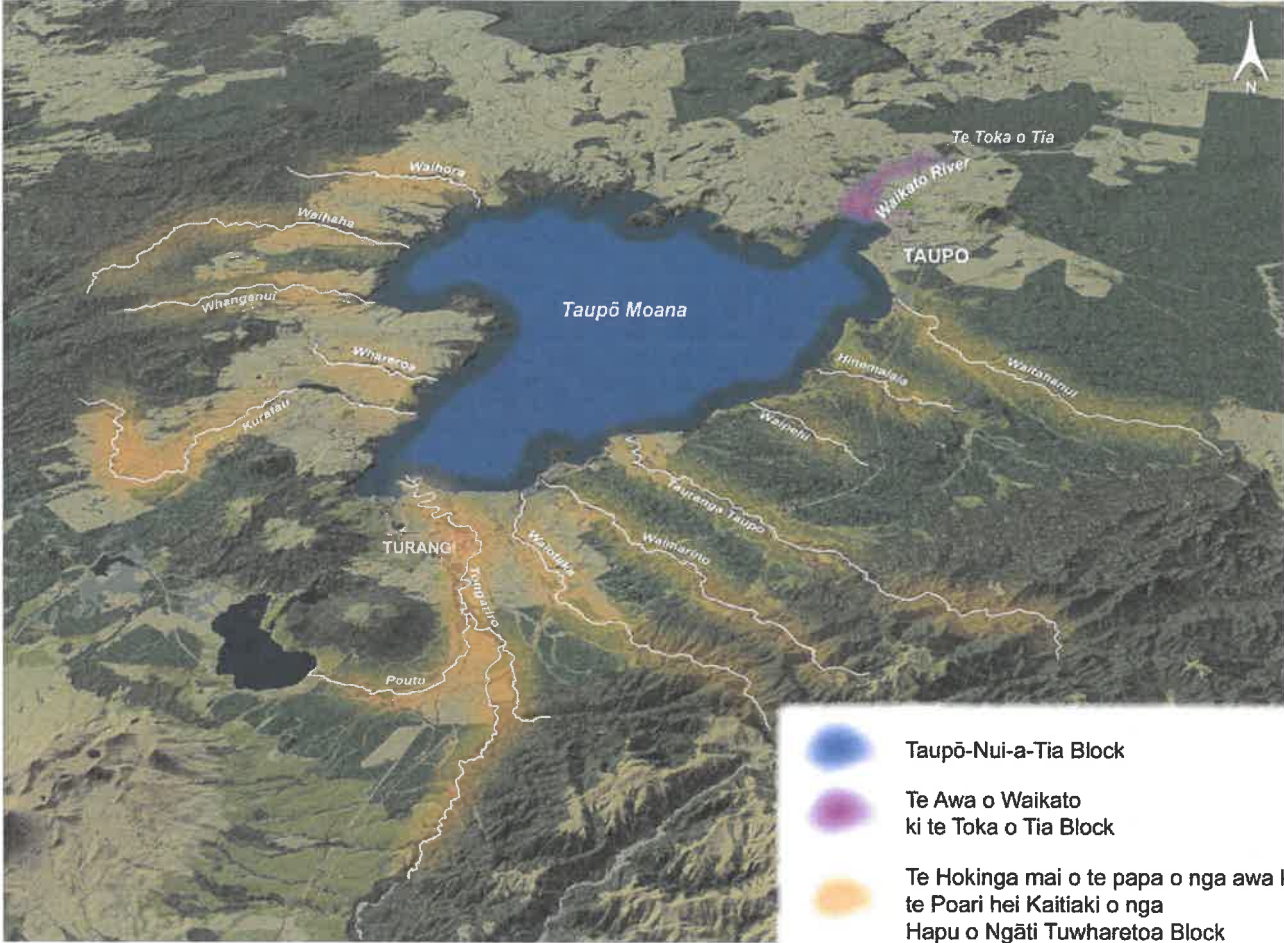 N
Te Toka o Tia
Waikato River
Waihora
Waihaha
TAUPO
Whanganui
Taupō Moana
Whareroa
Hinemaiaia
Waitahanui
Kuratau
Waipehi
Tauranga Taupo
TURANGI
Waiotaka
Waimarino
Tongariro
Poutu
Taupō-Nui-a-Tia Block
Te Awa o Waikato
ki te Toka o Tia Block
Te Hokinga mai o te papa o nga awa
te Poari hei Kaitiaki o nga
Hapu o Ngāti Tuwharetoa Block